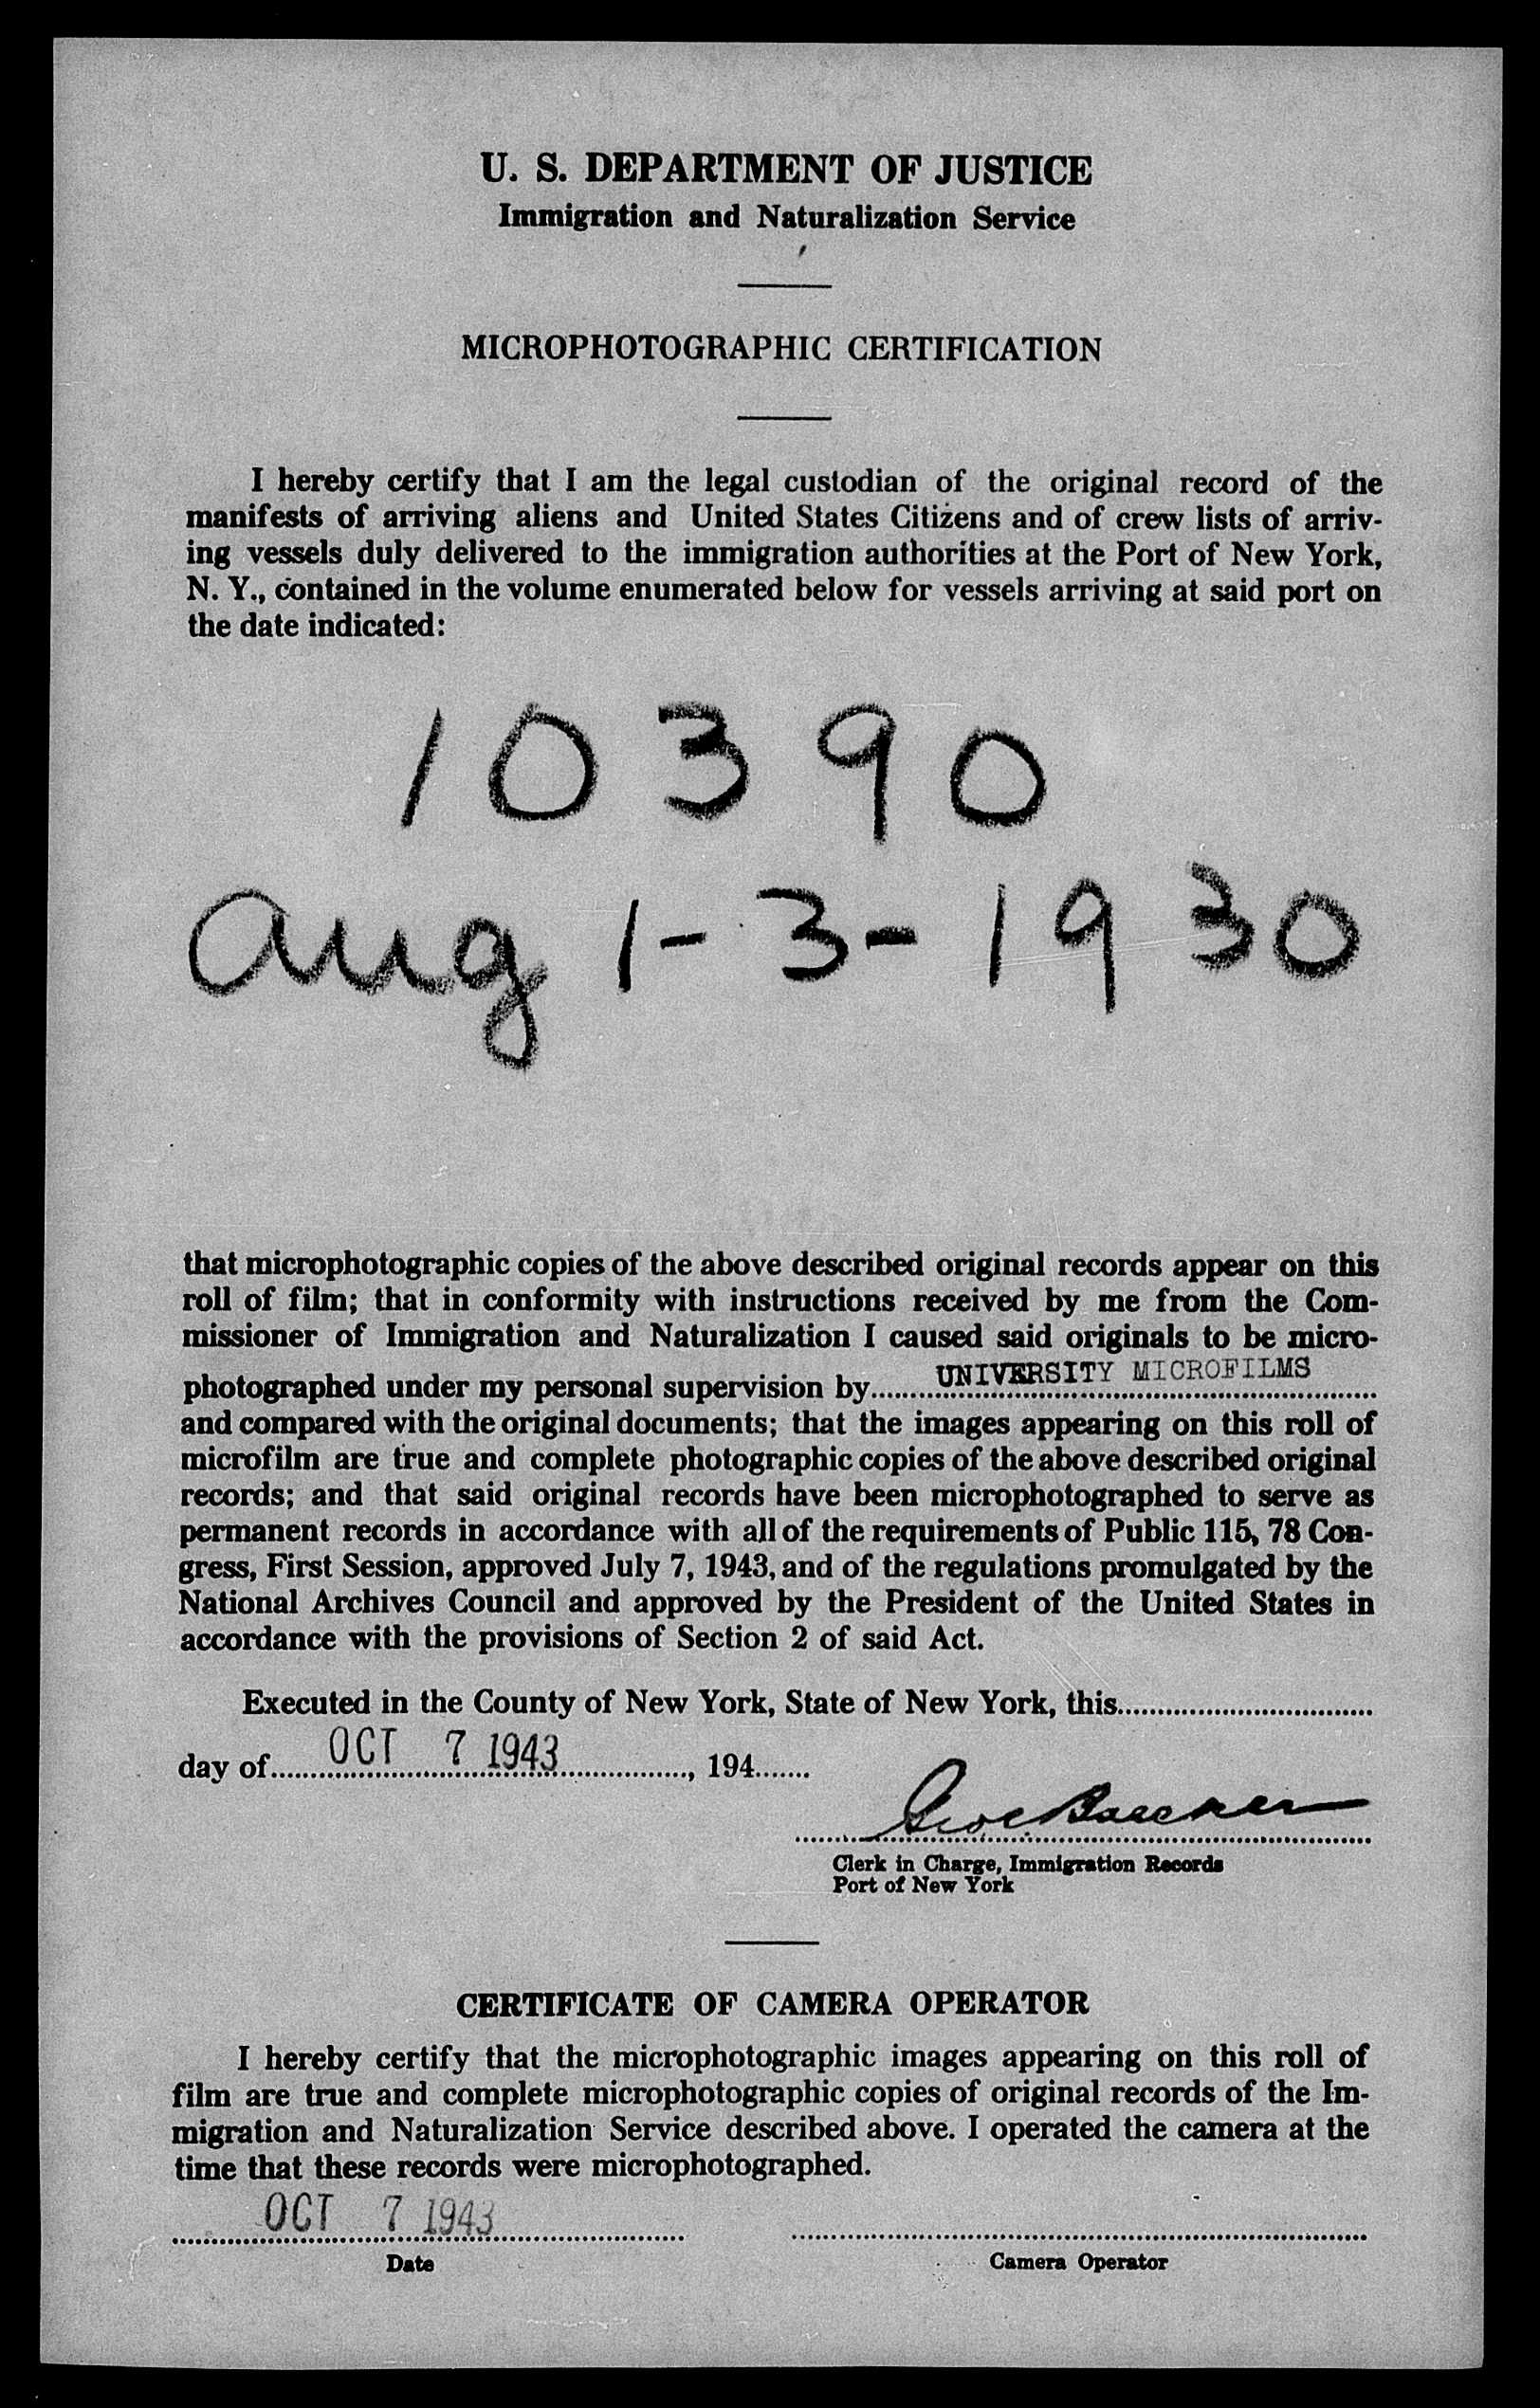 U. S. DEPARTMENT OF JUSTICE
Immigration and Naturalization Service
MICROPHOTOGRAPHIC CERTIFICATION
I hereby certify that I am the legal custodian of the original record of the
manifests of arriving aliens and United States Citizens and of crew lists of arriv-
ing vessels duly delivered to the immigration authorities at the Port of New York,
N. Y., contained in the volume enumerated below for vessels arriving at said port on
the date indicated:
10390
Aug 1-3-1930
that microphotographic copies of the above described original records appear on this
roll of film; that in conformity with instructions received by me from the Com-
missioner of Immigration and Naturalization I caused said originals to be micro-
photographed under my personal supervision by UNIVERSITY MICROFILMS
and compared with the original documents; that the images appearing on this roll of
microfilm are true and complete photographic copies of the above described original
records; and that said original records have been microphotographed to serve as
permanent records in accordance with all of the requirements of Public 115, 78 Con-
gress, First Session, approved July 7, 1943, and of the regulations promulgated by the
National Archives Council and approved by the President of the United States in
accordance with the provisions of Section 2 of said Act.
Executed in the County of New York, State of New York, this
day of OCT 7 1943, 194
Clerk in Charge, Immigration Records
Port of New York
CERTIFICATE OF CAMERA OPERATOR
I hereby certify that the microphotographic images appearing on this roll of
film are true and complete microphotographic copies of original records of the Im-
migration and Naturalization Service described above. I operated the camera at the
time that these records were microphotographed.
OCT 7 1943
Date
Camera Operator